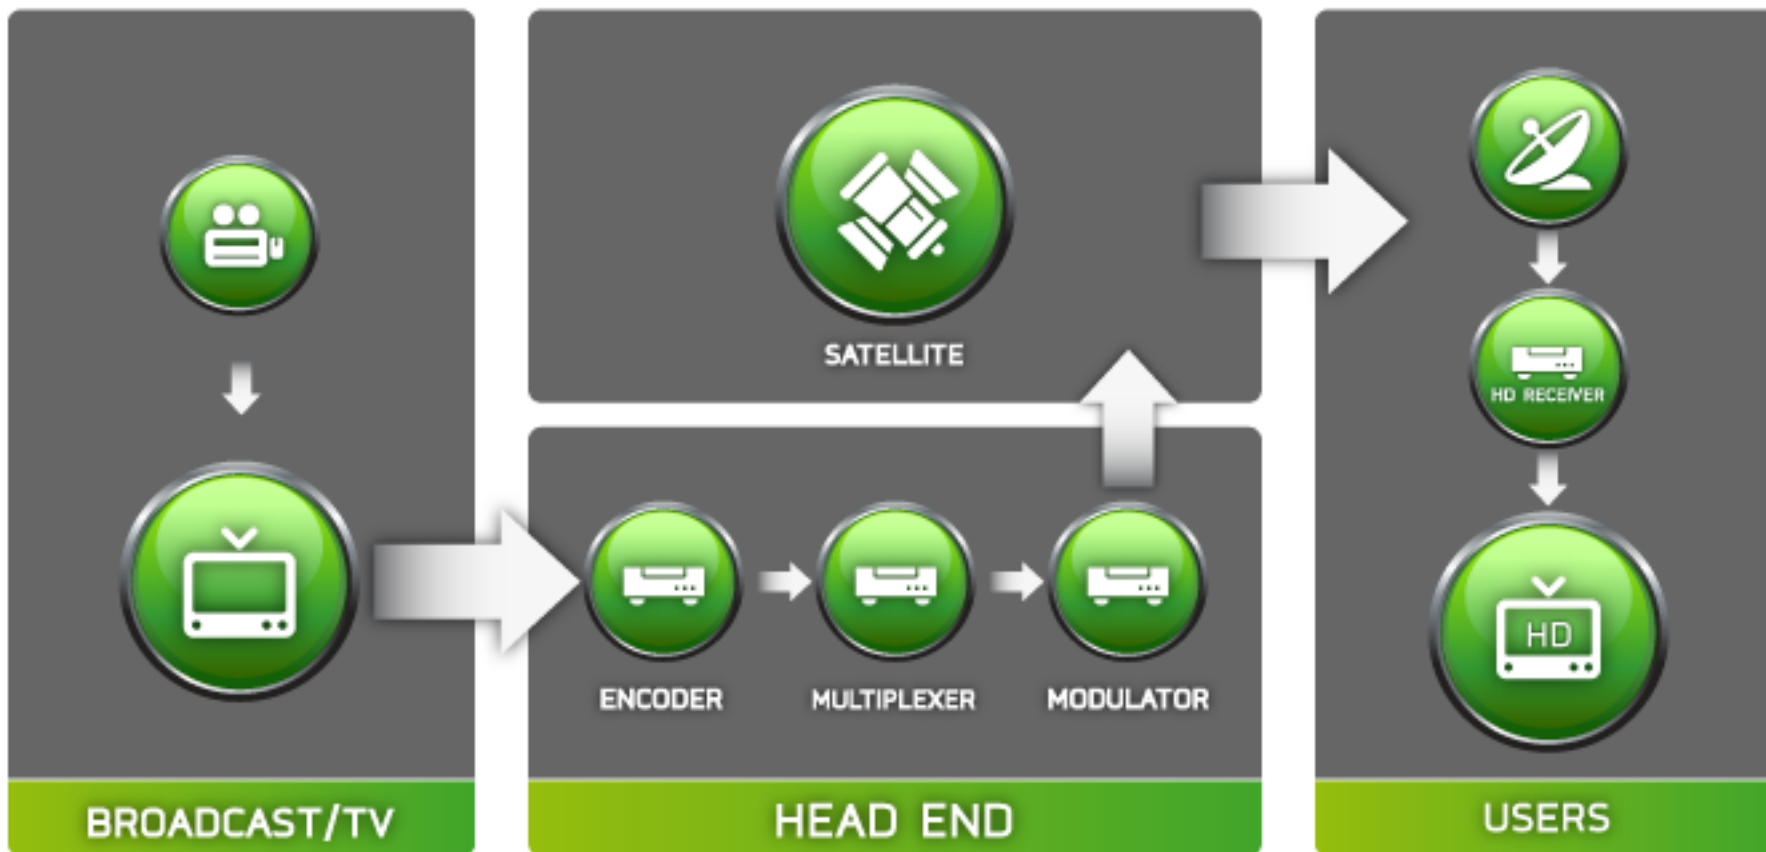 SATELLITE
HD RECEIVER
HD
ENCODER
MULTIPLEXER
MODULATOR
BROADCAST/TV
HEAD END
USERS